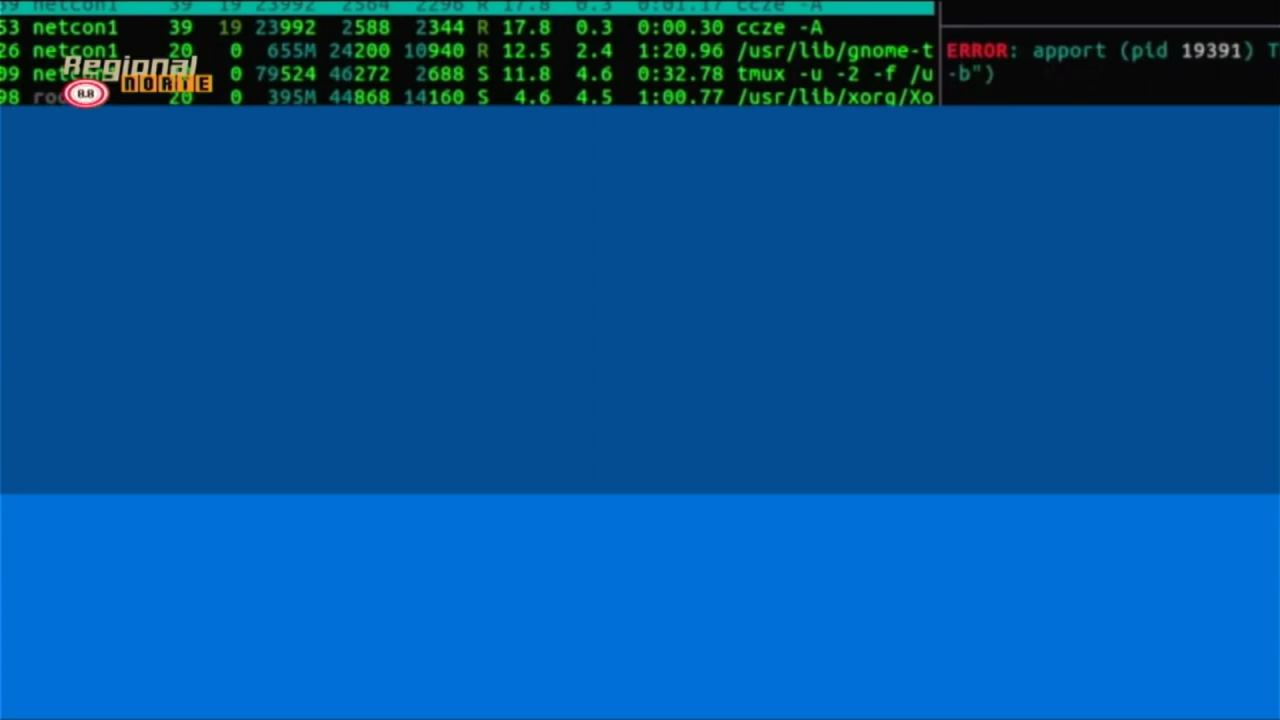 39 netcon1 39 19 23992 2564 2296 R 17.8 0.3 0:01.17 ccze -A
53 netcon1 39 19 23992 2588 2344 R 17.8 0.3 0:00.30 ccze -A
26 netcon1 20 0 655M 24200 10940 R 12.5 2.4 1:20.96 /usr/lib/gnome-t
09 20 0 79524 46272 2688 S 11.8 4.6 0:32.78 tmux -u -2 -f /u
98 20 0 395M 44868 14160 S 4.6 4.5 1:00.77 /usr/lib/xorg/Xo
ERROR: apport (pid 19391) T
-b")
Regional
NORTE
8.8